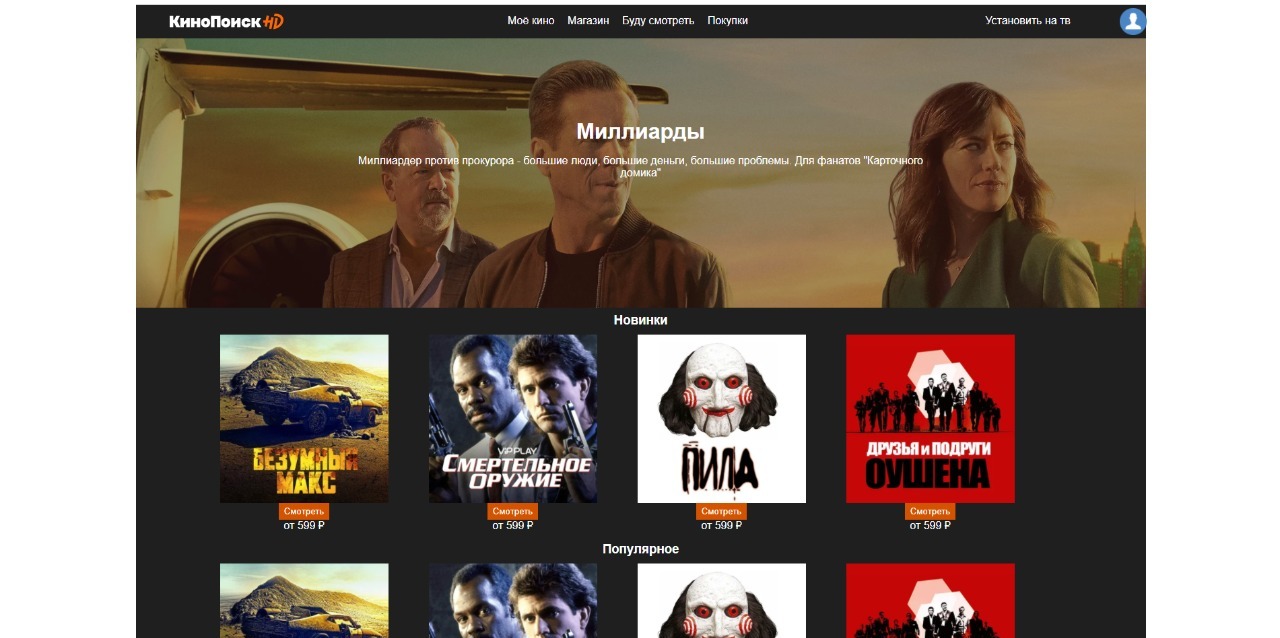 КиноПоиск HD
Моё кино Магазин Буду смотреть Покупки
Установить на тв
Миллиарды
Миллиардер против прокурора - большие люди, большие деньги, большие проблемы. Для фанатов "Карточного
домика"
Новинки
БЕЗУМНЫЙ
МАКС
VIPPLAY
СМЕРТЕЛЬНОЕ
ОРУЖИЕ
ПИЛА
ДРУЗЬЯ И ПОДРУГИ
ОУШЕНА
Смотреть Смотреть Смотреть Смотреть
от 599 ₽ от 599 ₽ от 599 ₽ от 599 ₽
Популярное